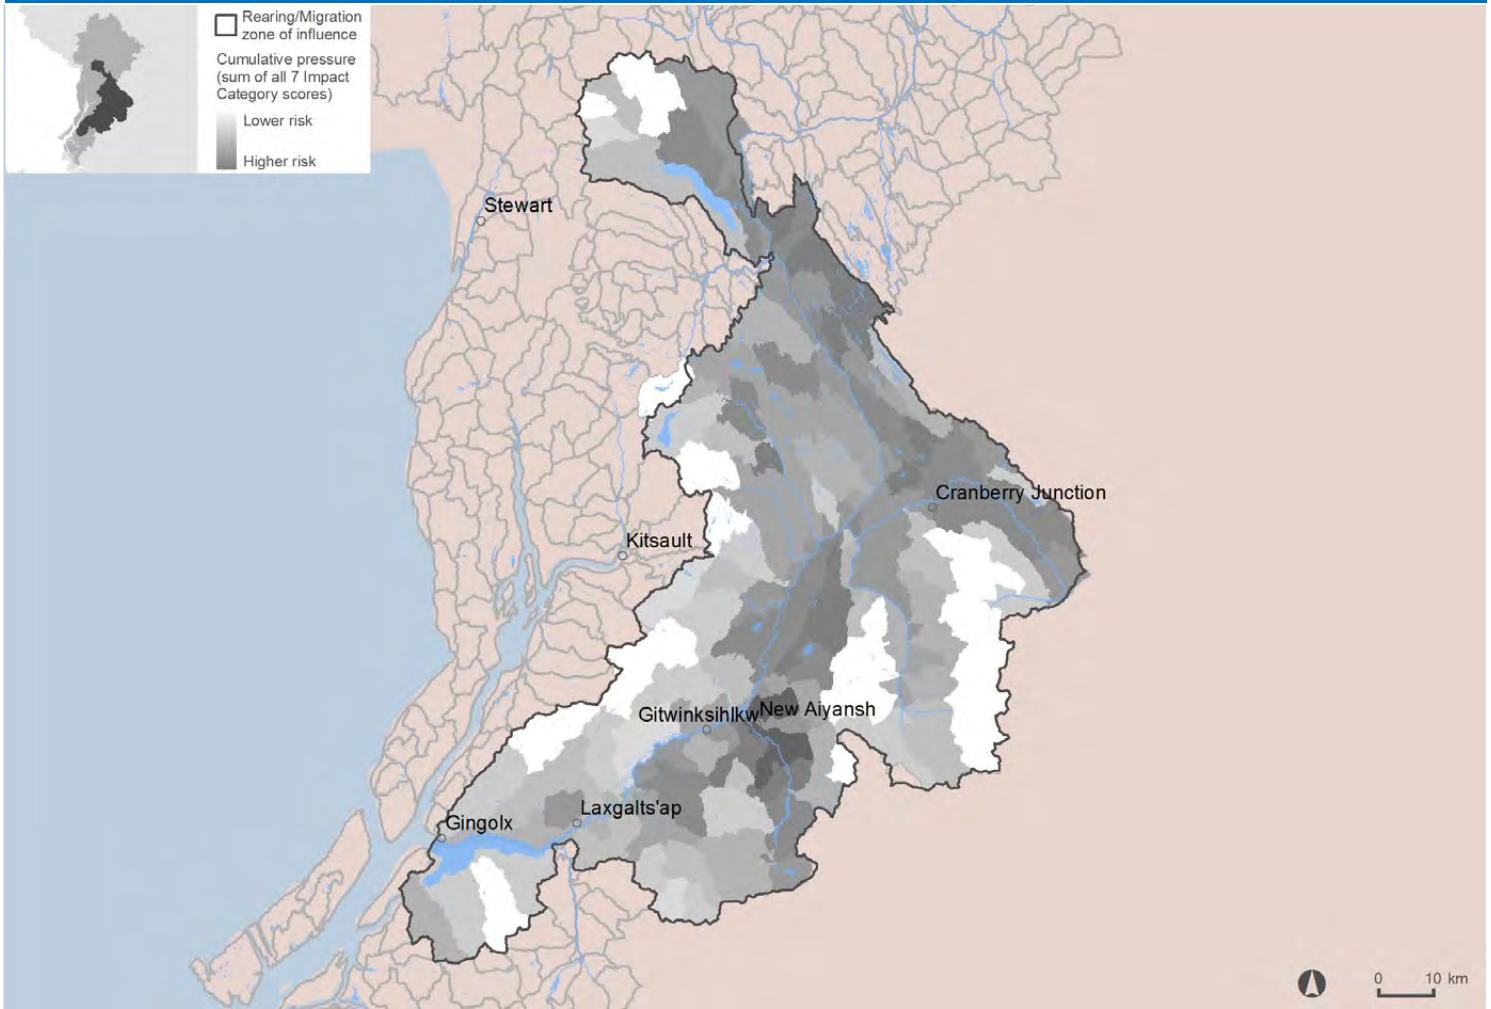 Rearing/Migration
zone of influence
Cumulative pressure
(sum of all 7 Impact
Category scores)
Lower risk
Higher risk
Stewart
Cranberry Junction
Kitsault
Gitwinksihlkw
New Aiyansh
Laxgalts'ap
Gingolx
0 10 km